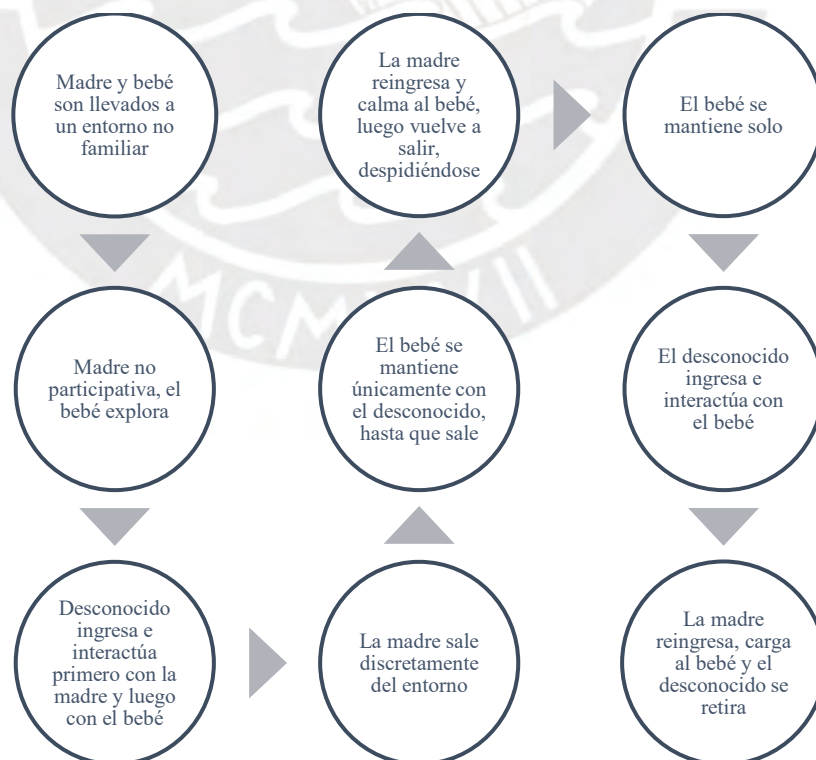 Madre y bebé
son llevados a
un entorno no
familiar
Madre no
participativa, el
bebé explora
Desconocido
ingresa e
interactúa
primero con la
madre y luego
con el bebé
La madre sale
discretamente
del entorno
El bebé se
mantiene
únicamente con
el desconocido,
hasta que sale
La madre
reingresa y
calma al bebé,
luego vuelve a
salir,
despidiéndose
El bebé se
mantiene solo
El desconocido
ingresa e
interactúa con
el bebé
La madre
reingresa, carga
al bebé y el
desconocido se
retira